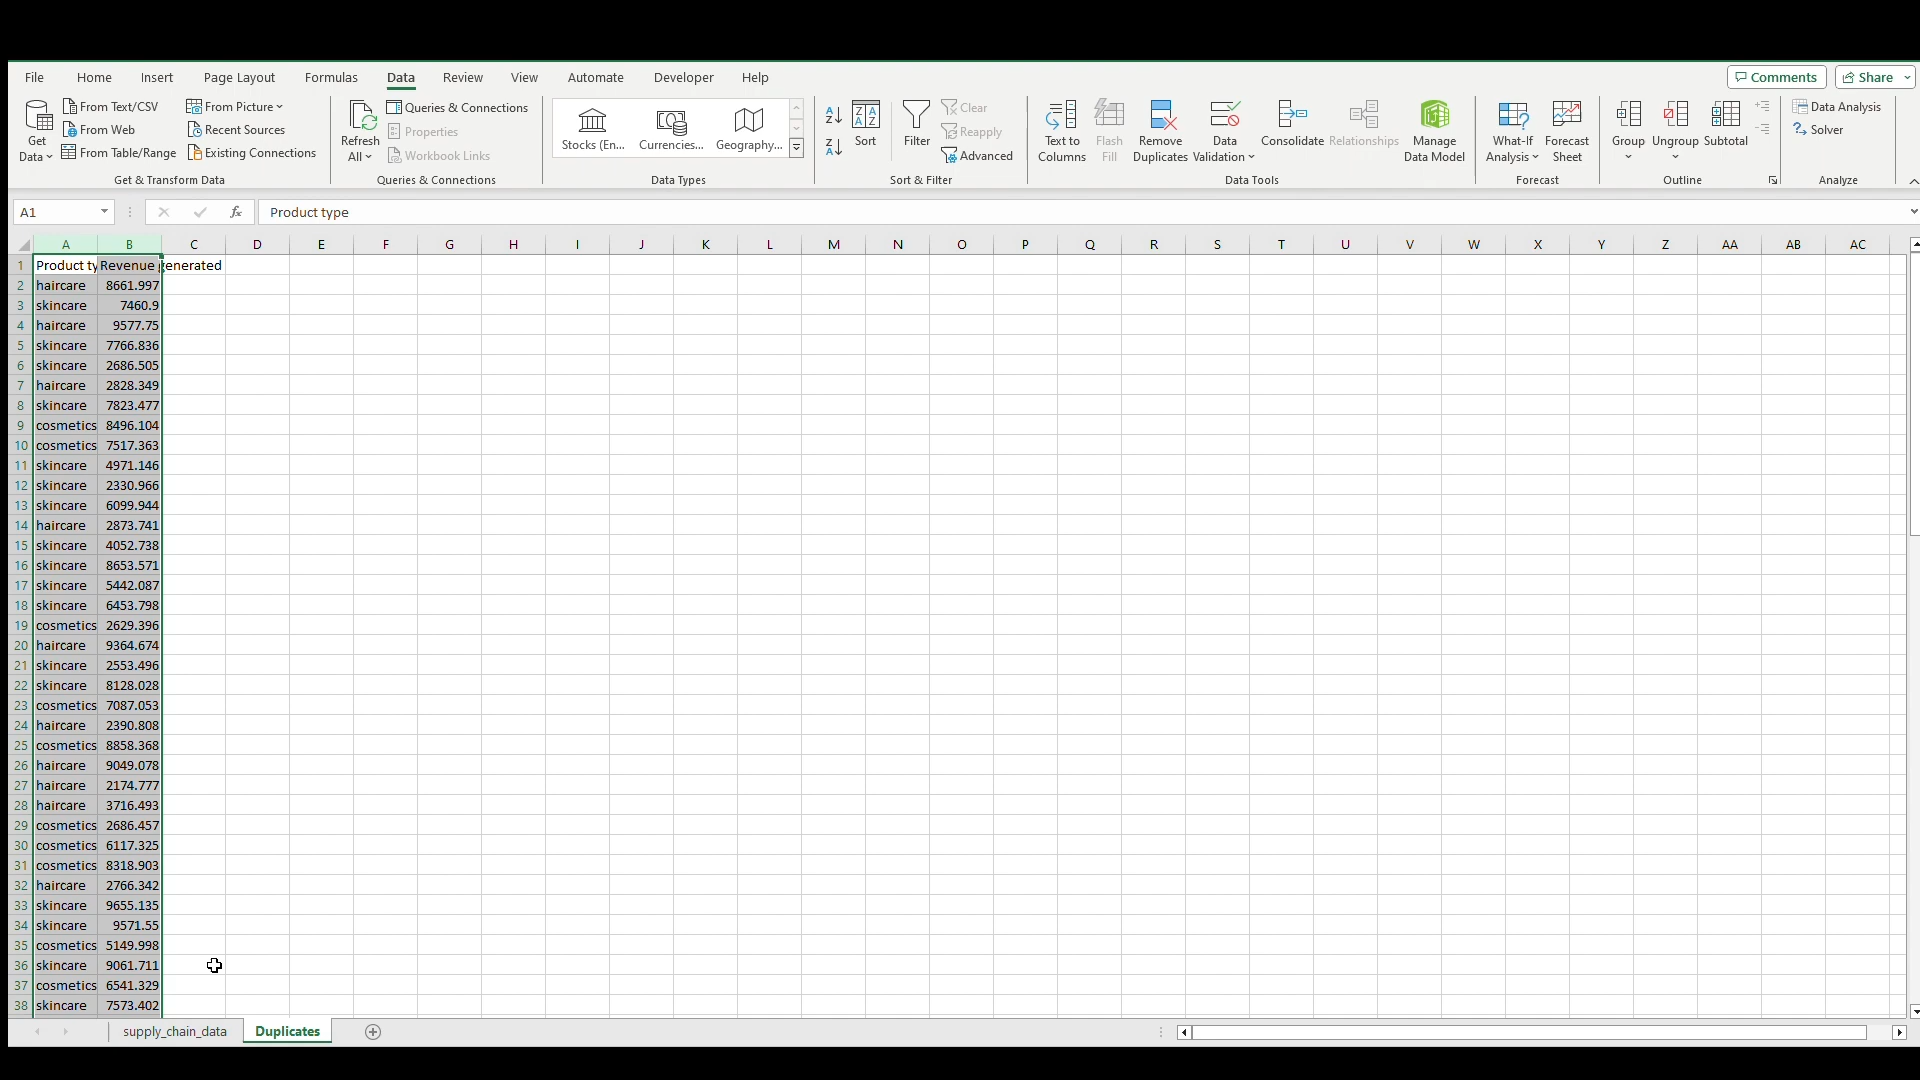 File Home Insert Page Layout Formulas Data Review View Automate Developer Help Comments Share
Get Data
From Text/CSV
From Web
From Table/Range
From Picture
Recent Sources
Existing Connections
Get & Transform Data
Refresh All
Queries & Connections
Properties
Workbook Links
Queries & Connections
Stocks (En... Currencies... Geography...
Data Types
Sort
Filter
Clear
Reapply
Advanced
Sort & Filter
Text to Columns
Flash Fill
Remove Duplicates
Data Validation
Consolidate
Relationships
Manage Data Model
Data Tools
What-If Analysis
Forecast Sheet
Forecast
Group
Ungroup
Subtotal
Outline
Data Analysis
Solver
Analyze
A1 fx Product type
A B C D E F G H I J K L M N O P Q R S T U V W X Y Z AA AB AC
1 Product ty Revenue generated
2 haircare 8661.997
3 skincare 7460.9
4 haircare 9577.75
5 skincare 7766.836
6 skincare 2686.505
7 haircare 2828.349
8 skincare 7823.477
9 cosmetics 8496.104
10 cosmetics 7517.363
11 skincare 4971.146
12 skincare 2330.966
13 skincare 6099.944
14 haircare 2873.741
15 skincare 4052.738
16 skincare 8653.571
17 skincare 5442.087
18 skincare 6453.798
19 cosmetics 2629.396
20 haircare 9364.674
21 skincare 2553.496
22 skincare 8128.028
23 cosmetics 7087.053
24 haircare 2390.808
25 cosmetics 8858.368
26 haircare 9049.078
27 haircare 2174.777
28 haircare 3716.493
29 cosmetics 2686.457
30 cosmetics 6117.325
31 cosmetics 8318.903
32 haircare 2766.342
33 skincare 9655.135
34 skincare 9571.55
35 cosmetics 5149.998
36 skincare 9061.711
37 cosmetics 6541.329
38 skincare 7573.402
supply_chain_data Duplicates